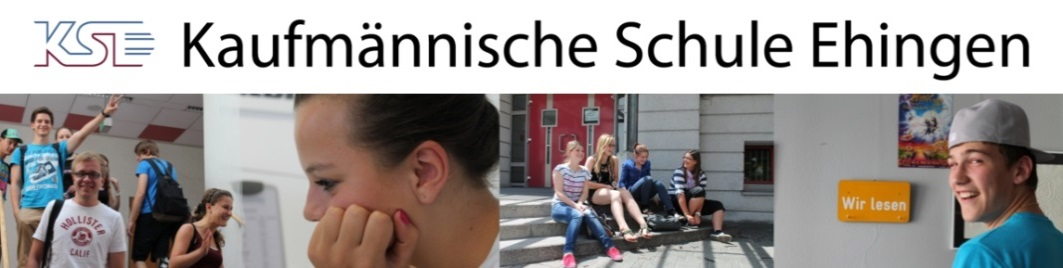 KSE Kaufmännische Schule Ehingen
HOLLISTER
CALIF
Wir lesen